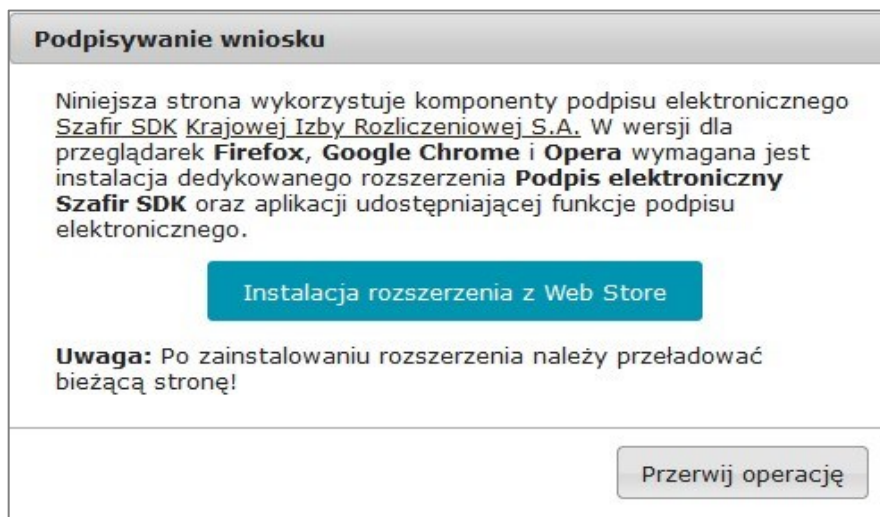 Podpisywanie wniosku
Niniejsza strona wykorzystuje komponenty podpisu elektronicznego
Szafir SDK Krajowej Izby Rozliczeniowej S.A. W wersji dla
przeglądarek Firefox, Google Chrome i Opera wymagana jest
instalacja dedykowanego rozszerzenia Podpis elektroniczny
Szafir SDK oraz aplikacji udostępniającej funkcje podpisu
elektronicznego.
Instalacja rozszerzenia z Web Store
Uwaga: Po zainstalowaniu rozszerzenia należy przeładować
bieżącą stronę!
Przerwij operację